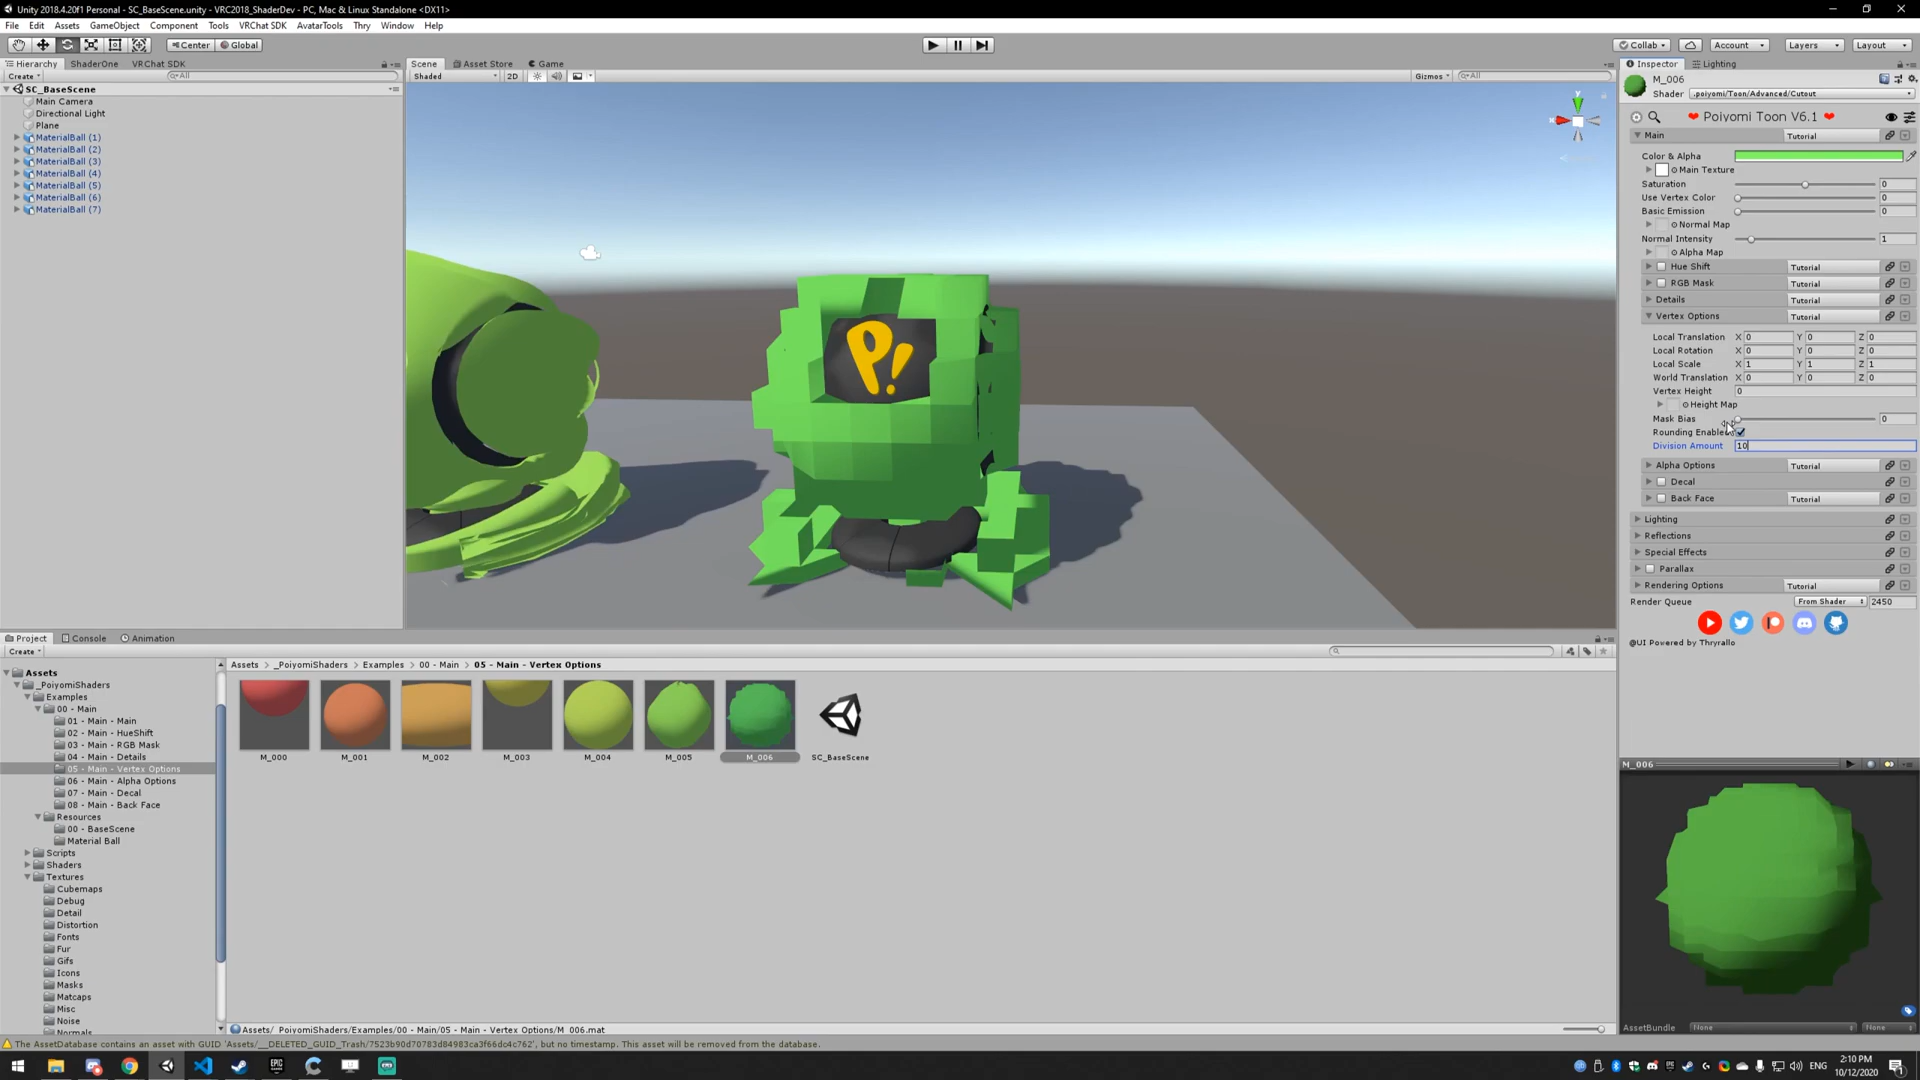 Unity 2018.4.20f1 Personal - SC_BaseScene.unity - VRC2018_ShaderDev - PC, Mac & Linux Standalone <DX11>
File Edit Assets GameObject Component Tools VRChat SDK AvatarTools Thry Window Help
Center Global Collab Account Layers Layout
Hierarchy ShaderOne VRChat SDK
Create All
SC_BaseScene
Main Camera
Directional Light
Plane
MaterialBall (1)
MaterialBall (2)
MaterialBall (3)
MaterialBall (4)
MaterialBall (5)
MaterialBall (6)
MaterialBall (7)
Scene Asset Store Game
Shaded 2D Gizmos All
P!
Inspector Lighting
M_006
Shader .poiyomi/Toon/Advanced/Cutout
Poiyomi Toon V6.1
Main Tutorial
Color & Alpha
Main Texture
Saturation 0
Use Vertex Color 0
Basic Emission 0
Normal Map
Normal Intensity 1
Alpha Map
Hue Shift Tutorial
RGB Mask Tutorial
Details Tutorial
Vertex Options Tutorial
Local Translation X 0 Y 0 Z 0
Local Rotation X 0 Y 0 Z 0
Local Scale X 1 Y 1 Z 1
World Translation X 0 Y 0 Z 0
Vertex Height 0
Height Map
Mask Bias 0
Rounding Enabled
Division Amount 10
Alpha Options Tutorial
Decal Tutorial
Back Face Tutorial
Lighting
Reflections
Special Effects
Parallax
Rendering Options Tutorial
Render Queue From Shader 2450
@UI Powered by Thryrallo
Project Console Animation
Create
Assets
_PoiyomiShaders
Examples
00 - Main
01 - Main - Main
02 - Main - HueShift
03 - Main - RGB Mask
04 - Main - Details
05 - Main - Vertex Options
06 - Main - Alpha Options
07 - Main - Decal
08 - Main - Back Face
Resources
00 - BaseScene
Material Ball
Scripts
Shaders
Textures
Cubemaps
Debug
Detail
Distortion
Fonts
Fur
Gifs
Icons
Masks
Matcaps
Misc
Noise
Normals
Assets > _PoiyomiShaders > Examples > 00 - Main > 05 - Main - Vertex Options
M_000 M_001 M_002 M_003 M_004 M_005 M_006 SC_BaseScene
Assets/_PoiyomiShaders/Examples/00 - Main/05 - Main - Vertex Options/M_006.mat
M_006
AssetBundle None None
The AssetDatabase contains an asset with GUID 'Assets/__DELETED_GUID_Trash/7523b90d70783d84983ca3f66dc4c762', but no timestamp. This asset will be removed from the database.
ENG
2:10 PM
10/12/2020